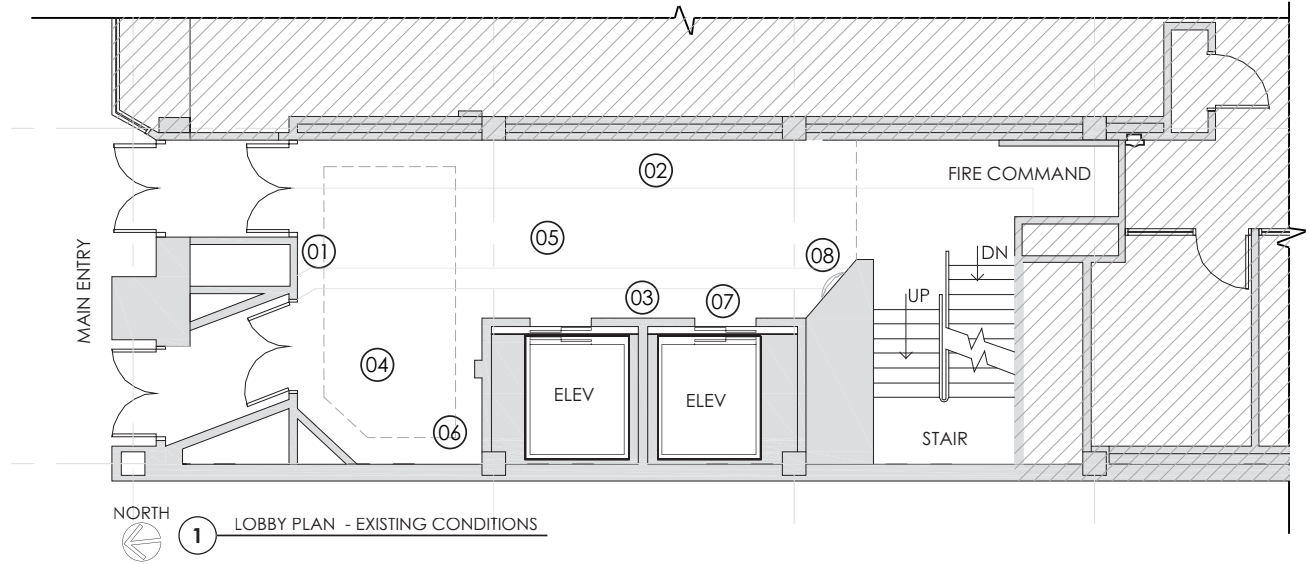 02
FIRE COMMAND
MAIN ENTRY
01
05
08
DN
03
07
UP
04
ELEV
ELEV
06
STAIR
NORTH
1
LOBBY PLAN - EXISTING CONDITIONS